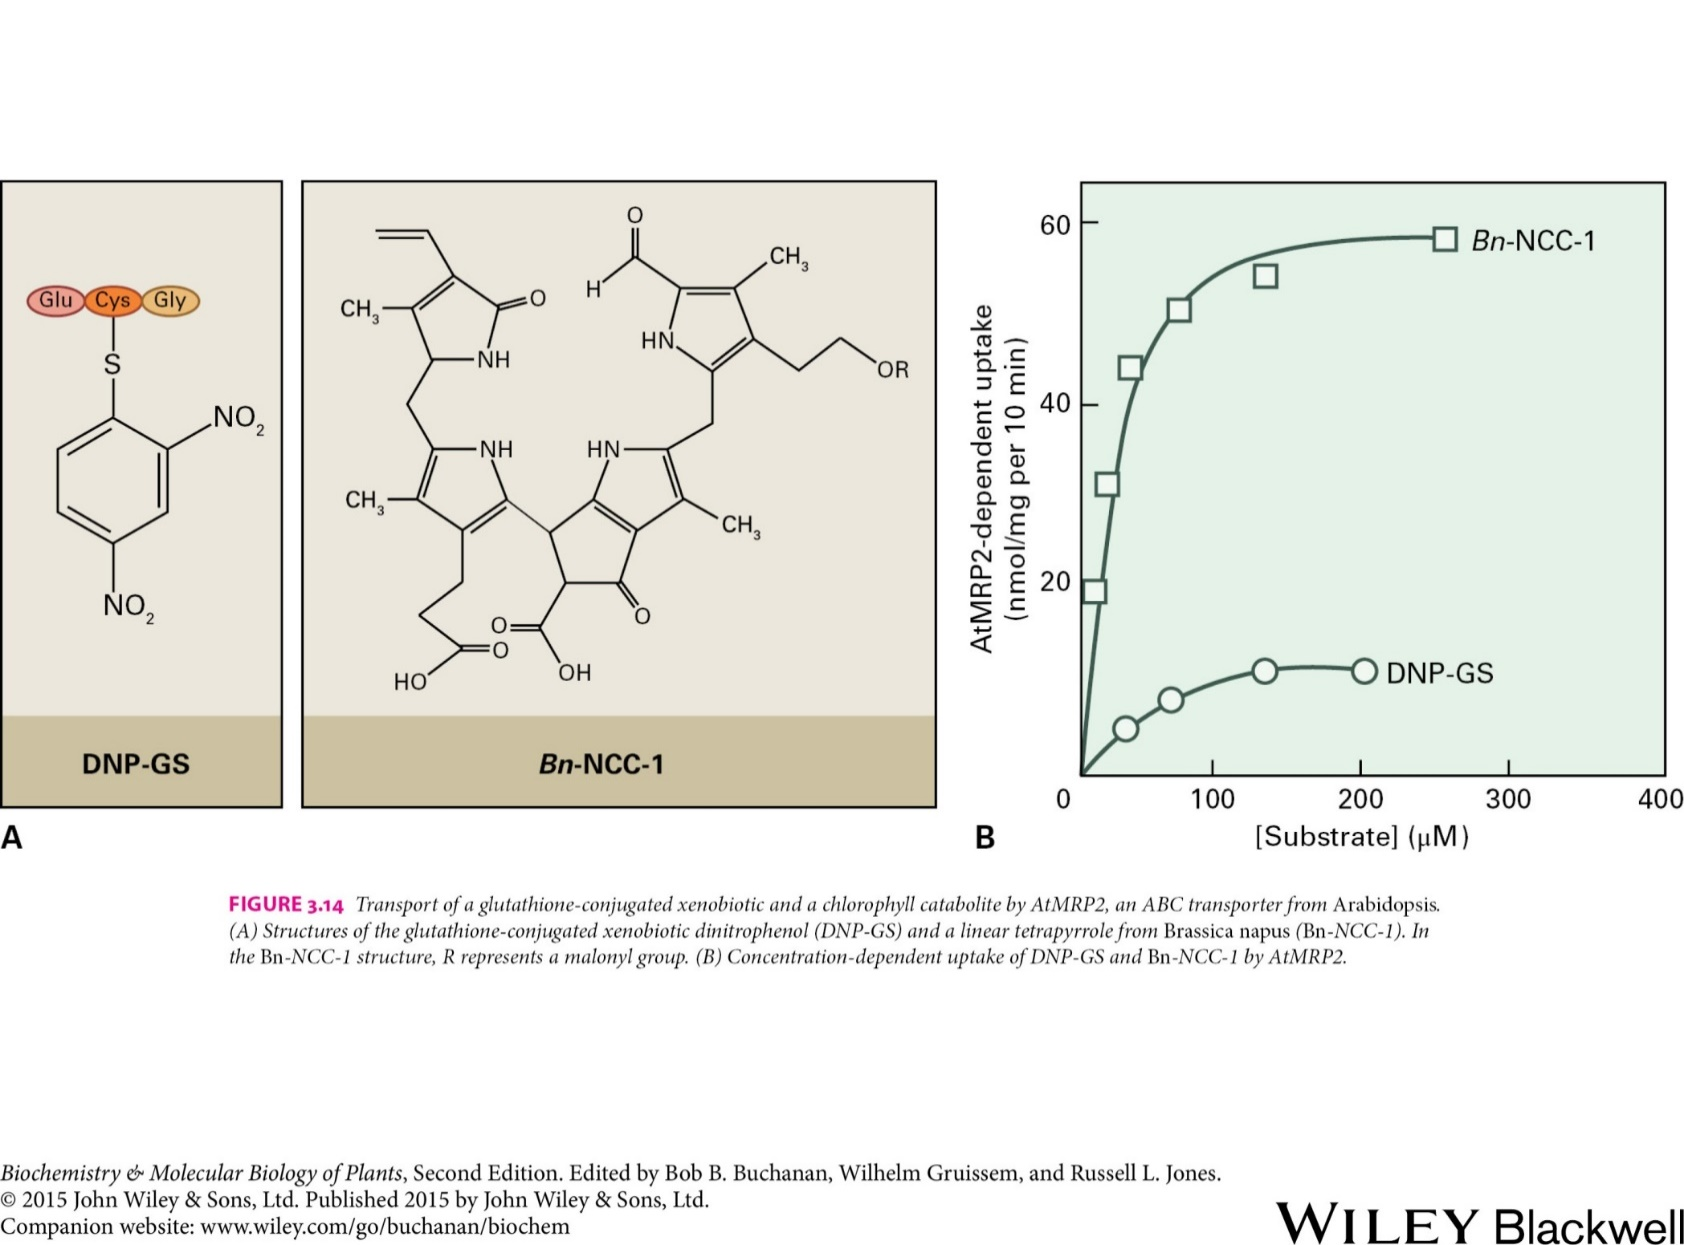 Glu Cys Gly
S
NO2
NO2
DNP-GS
O
CH3
H
CH3
O
HN
NH
OR
NH
HN
CH3
CH3
O
O
O
HO
OH
Bn-NCC-1
A
AtMRP2-dependent uptake
(nmol/mg per 10 min)
60
40
20
Bn-NCC-1
DNP-GS
0 100 200 300 400
[Substrate] (μM)
B
FIGURE 3.14 Transport of a glutathione-conjugated xenobiotic and a chlorophyll catabolite by AtMRP2, an ABC transporter from Arabidopsis.
(A) Structures of the glutathione-conjugated xenobiotic dinitrophenol (DNP-GS) and a linear tetrapyrrole from Brassica napus (Bn-NCC-1). In
the Bn-NCC-1 structure, R represents a malonyl group. (B) Concentration-dependent uptake of DNP-GS and Bn-NCC-1 by AtMRP2.
Biochemistry & Molecular Biology of Plants, Second Edition. Edited by Bob B. Buchanan, Wilhelm Gruissem, and Russell L. Jones.
© 2015 John Wiley & Sons, Ltd. Published 2015 by John Wiley & Sons, Ltd.
Companion website: www.wiley.com/go/buchanan/biochem
WILEY Blackwell